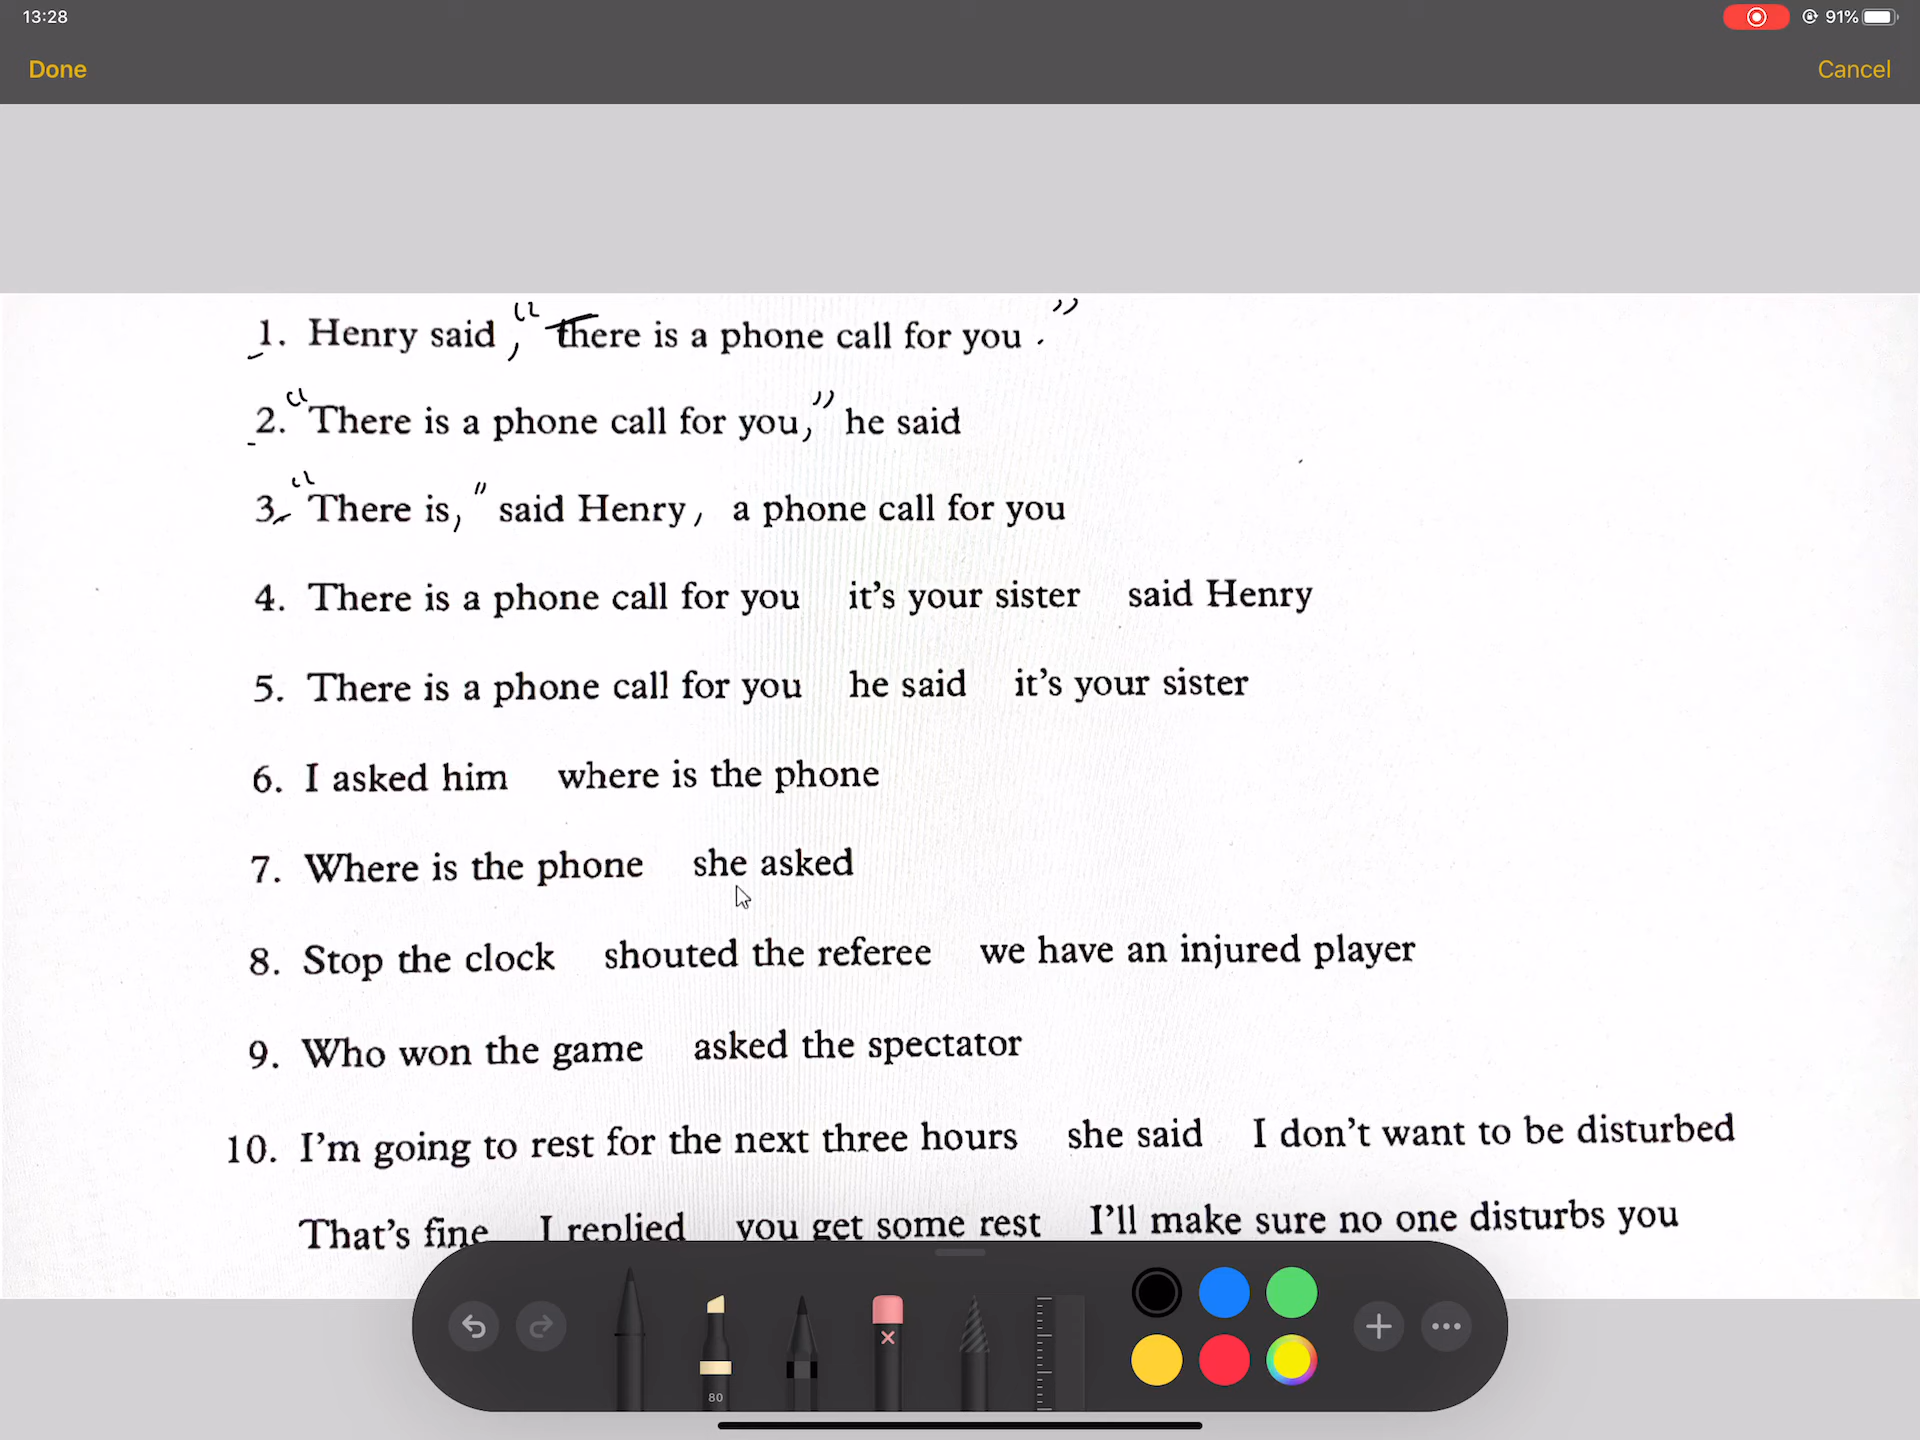 13:28
91%
Done
Cancel
1. Henry said, “There is a phone call for you.”
2. “There is a phone call for you,” he said
3. “There is,” said Henry, a phone call for you
4. There is a phone call for you it’s your sister said Henry
5. There is a phone call for you he said it’s your sister
6. I asked him where is the phone
7. Where is the phone she asked
8. Stop the clock shouted the referee we have an injured player
9. Who won the game asked the spectator
10. I’m going to rest for the next three hours she said I don’t want to be disturbed
That’s fine I replied you get some rest I’ll make sure no one disturbs you
80